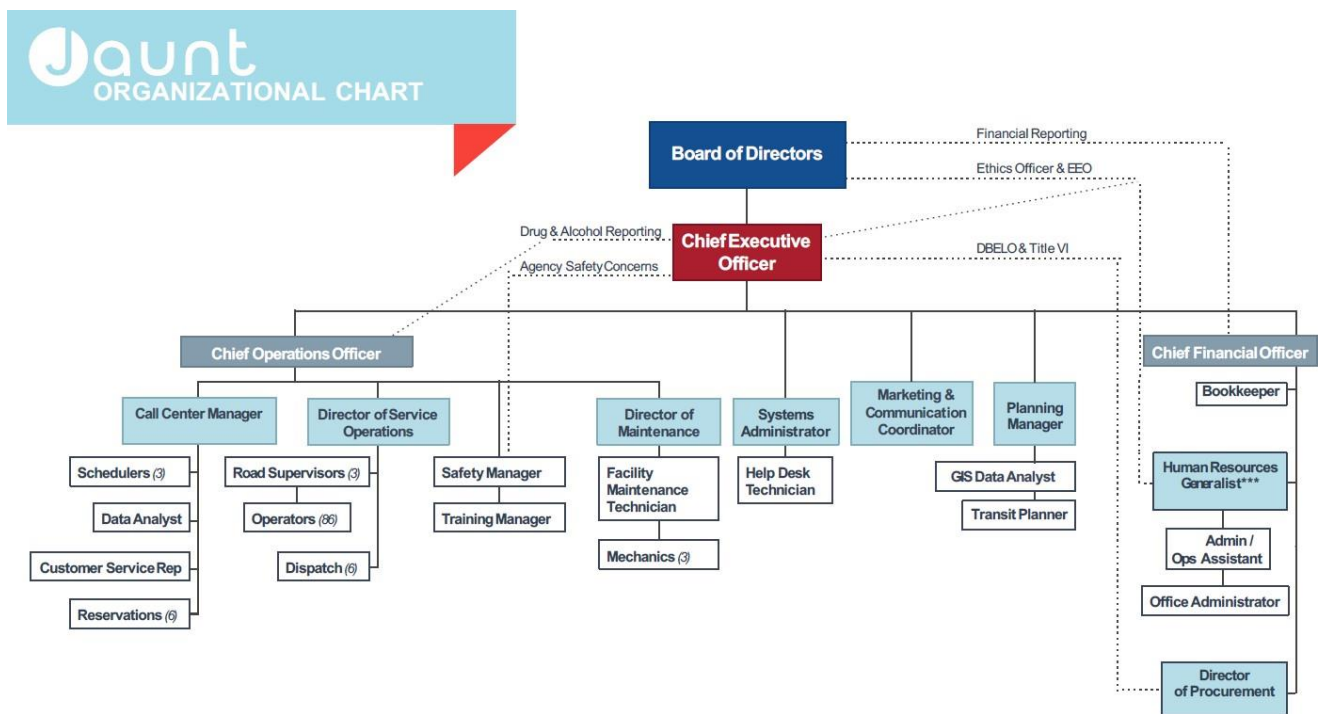 Jaunt
ORGANIZATIONAL CHART
Board of Directors
Financial Reporting
Ethics Officer & EEO
Drug & Alcohol Reporting
Agency Safety Concerns
Chief Executive
Officer
DBELO & Title VI
Chief Operations Officer
Chief Financial Officer
Call Center Manager
Director of Service
Operations
Director of
Maintenance
Systems
Administrator
Marketing &
Communication
Coordinator
Planning
Manager
Bookkeeper
Schedulers (3)
Data Analyst
Customer Service Rep
Reservations (6)
Road Supervisors (3)
Operators (86)
Dispatch (6)
Safety Manager
Training Manager
Facility
Maintenance
Technician
Mechanics (3)
Help Desk
Technician
GIS Data Analyst
Transit Planner
Human Resources
Generalist***
Admin /
Ops Assistant
Office Administrator
Director
of Procurement